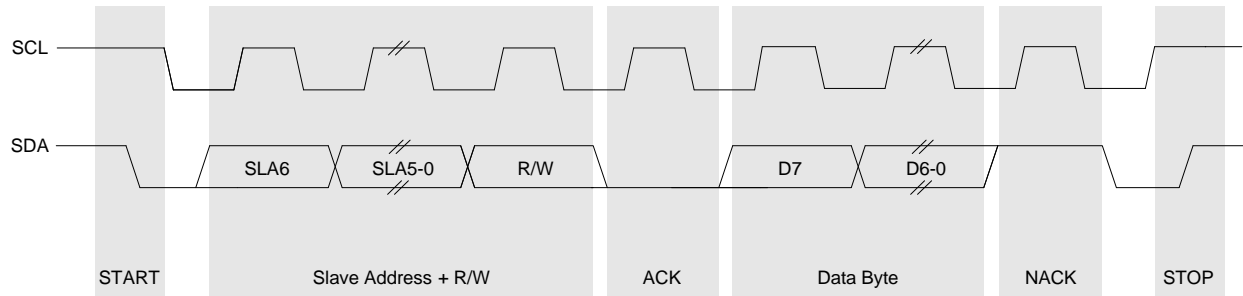 SCL
SDA
SLA6 SLA5-0 R/W D7 D6-0
START Slave Address + R/W ACK Data Byte NACK STOP